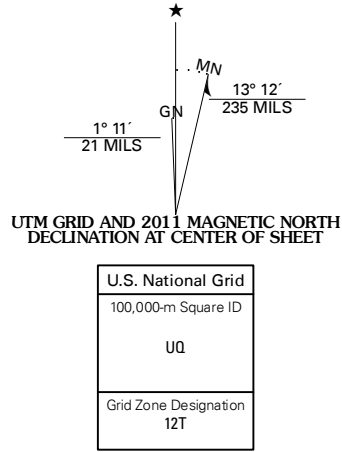 ★
MN
GN
13° 12´
235 MILS
1° 11´
21 MILS
UTM GRID AND 2011 MAGNETIC NORTH
DECLINATION AT CENTER OF SHEET
U.S. National Grid
100,000-m Square ID
UQ
Grid Zone Designation
12T